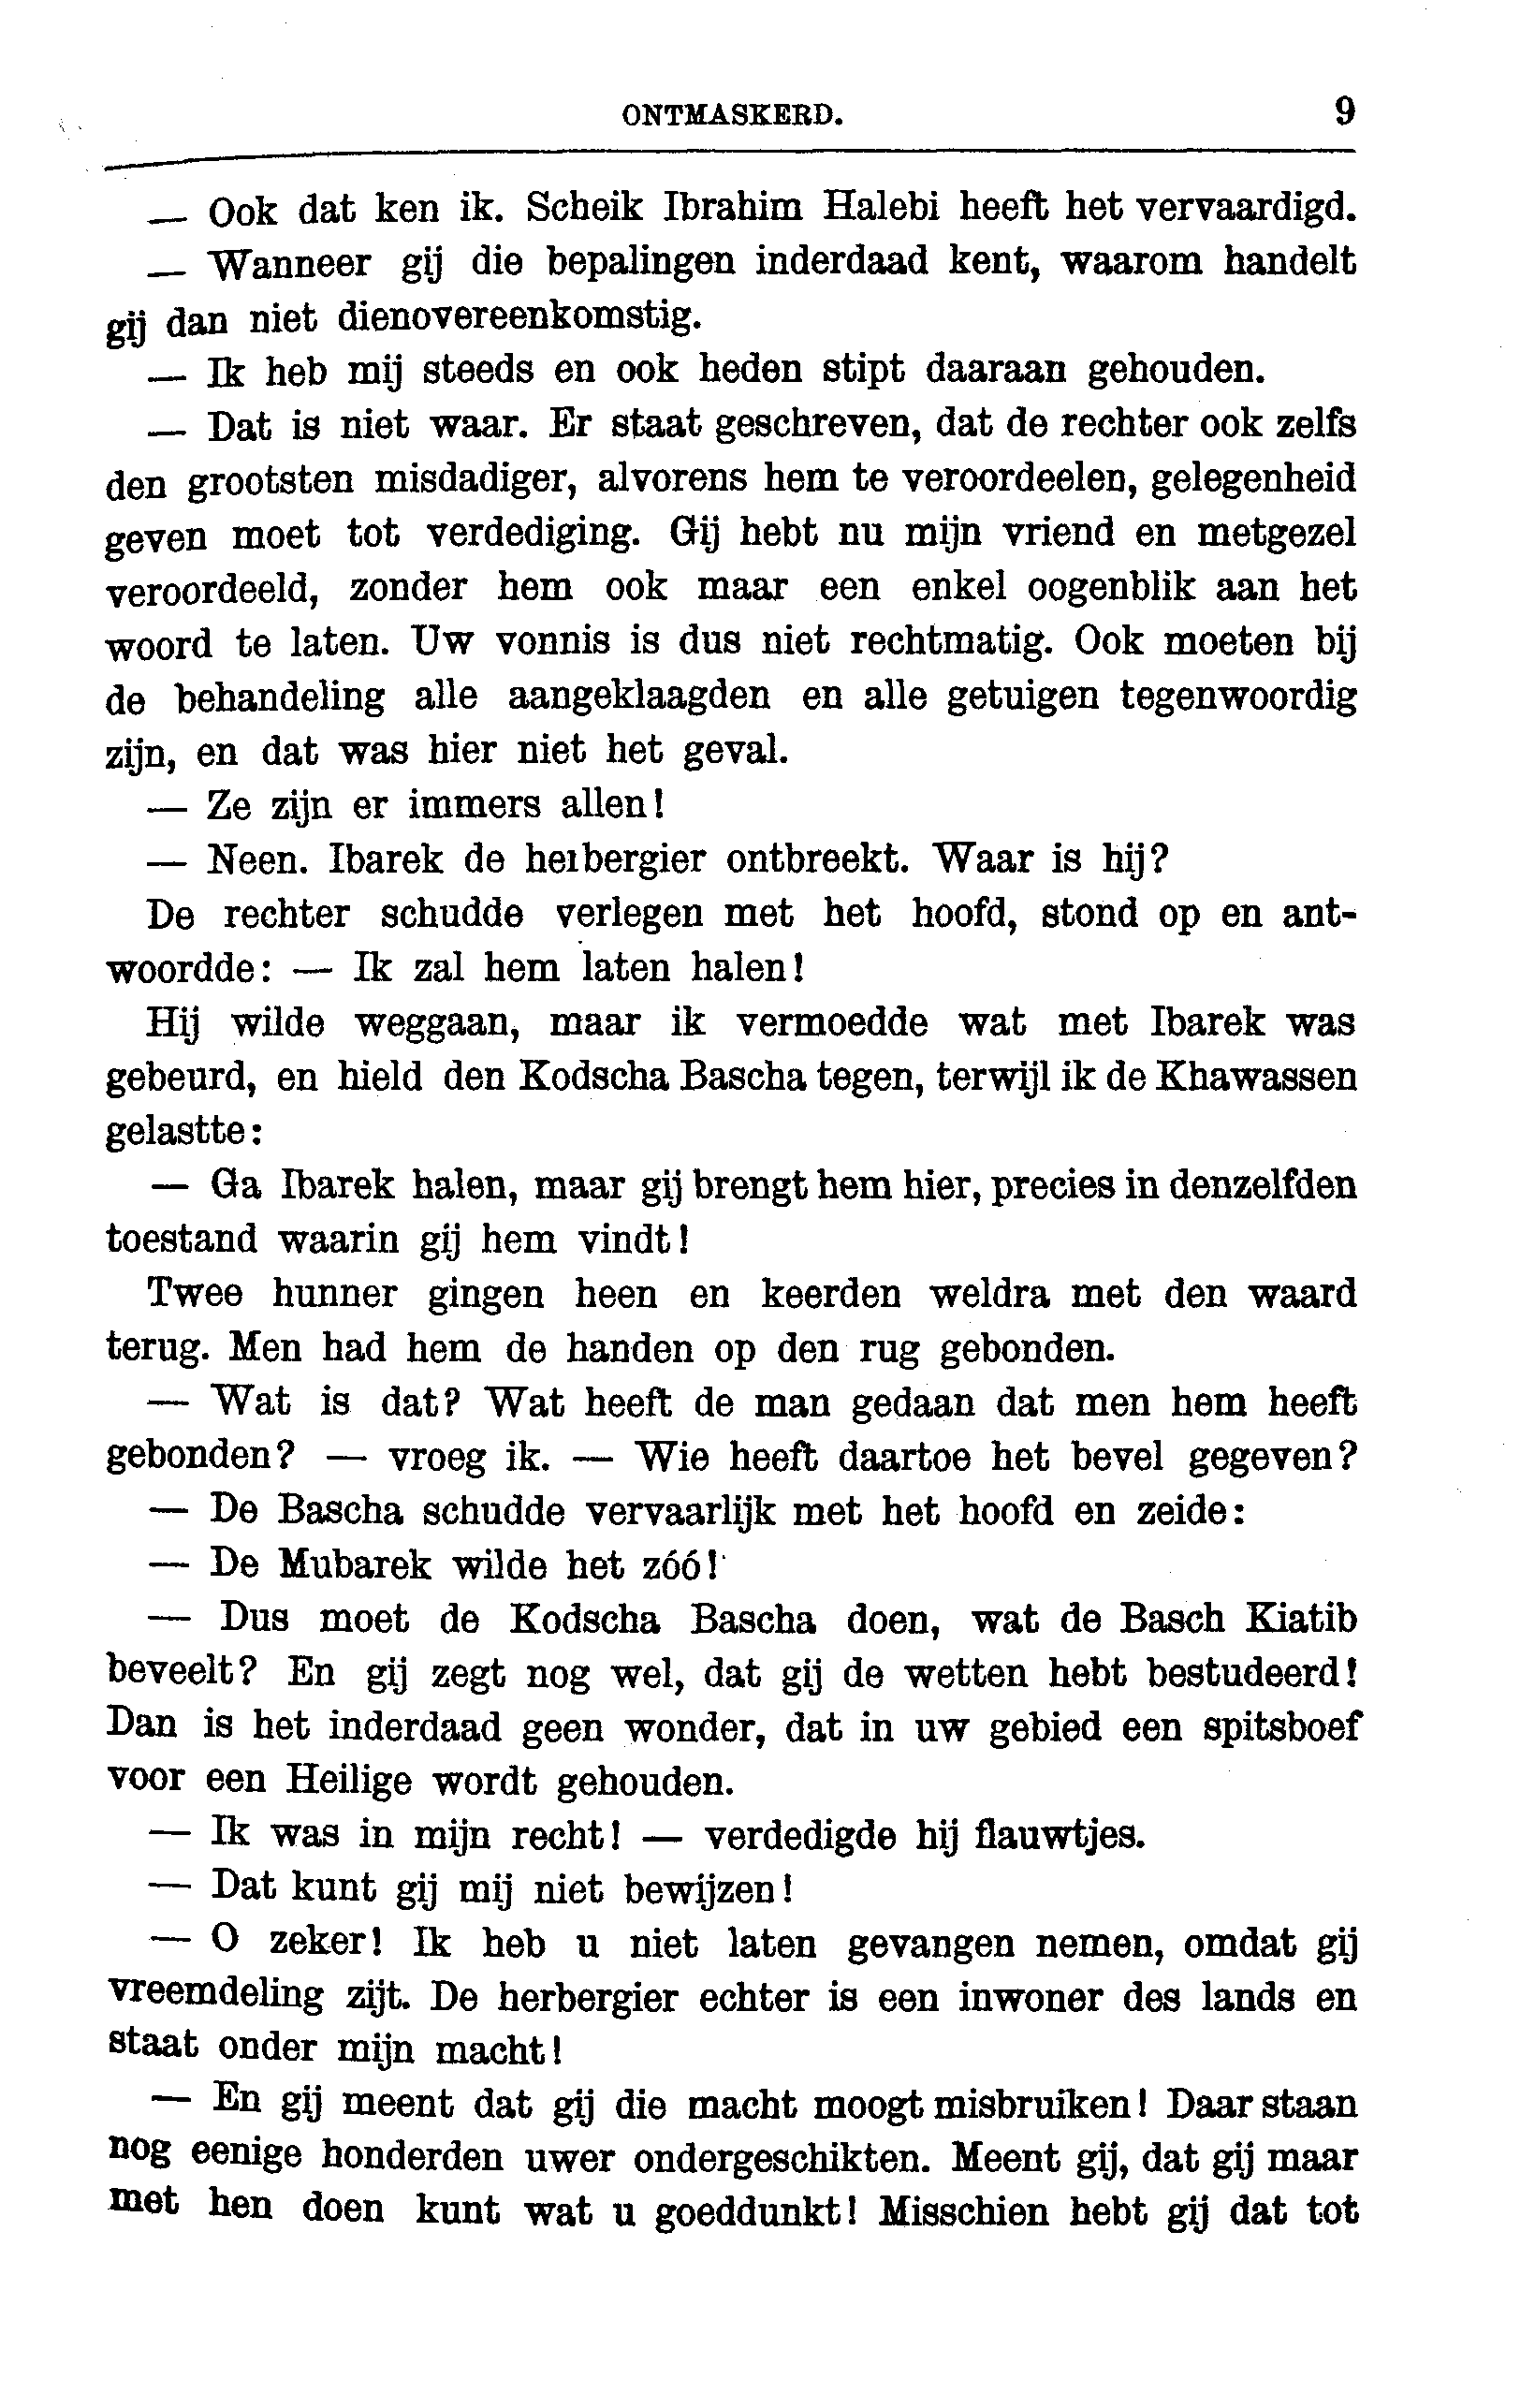 ONTMASKERD. 9
— Ook dat ken ik. Scheik Ibrahim Halebi heeft het vervaardigd.
— Wanneer gij die bepalingen inderdaad kent, waarom handelt
gij dan niet dienovereenkomstig.
— Ik heb mij steeds en ook heden stipt daaraan gehouden.
— Dat is niet waar. Er staat geschreven, dat de rechter ook zelfs
den grootsten misdadiger, alvorens hem te veroordeelen, gelegenheid
geven moet tot verdediging. Gij hebt nu mijn vriend en metgezel
veroordeeld, zonder hem ook maar een enkel oogenblik aan het
woord te laten. Uw vonnis is dus niet rechtmatig. Ook moeten bij
de behandeling alle aangeklaagden en alle getuigen tegenwoordig
zijn, en dat was hier niet het geval.
— Ze zijn er immers allen!
— Neen. Ibarek de herbergier ontbreekt. Waar is hij?
De rechter schudde verlegen met het hoofd, stond op en ant-
woordde: — Ik zal hem laten halen!
Hij wilde weggaan, maar ik vermoedde wat met Ibarek was
gebeurd, en hield den Kodscha Bascha tegen, terwijl ik de Khawassen
gelastte:
— Ga Ibarek halen, maar gij brengt hem hier, precies in denzelfden
toestand waarin gij hem vindt!
Twee hunner gingen heen en keerden weldra met den waard
terug. Men had hem de handen op den rug gebonden.
— Wat is dat? Wat heeft de man gedaan dat men hem heeft
gebonden? — vroeg ik. — Wie heeft daartoe het bevel gegeven?
— De Bascha schudde vervaarlijk met het hoofd en zeide:
— De Mubarek wilde het zóó!
— Dus moet de Kodscha Bascha doen, wat de Basch Kiatib
beveelt? En gij zegt nog wel, dat gij de wetten hebt bestudeerd!
Dan is het inderdaad geen wonder, dat in uw gebied een spitsboef
voor een Heilige wordt gehouden.
— Ik was in mijn recht! — verdedigde hij flauwtjes.
— Dat kunt gij mij niet bewijzen!
— O zeker! Ik heb u niet laten gevangen nemen, omdat gij
vreemdeling zijt. De herbergier echter is een inwoner des lands en
staat onder mijn macht!
— En gij meent dat gij die macht moogt misbruiken! Daar staan
nog eenige honderden uwer ondergeschikten. Meent gij, dat gij maar
met hen doen kunt wat u goeddunkt! Misschien hebt gij dat tot